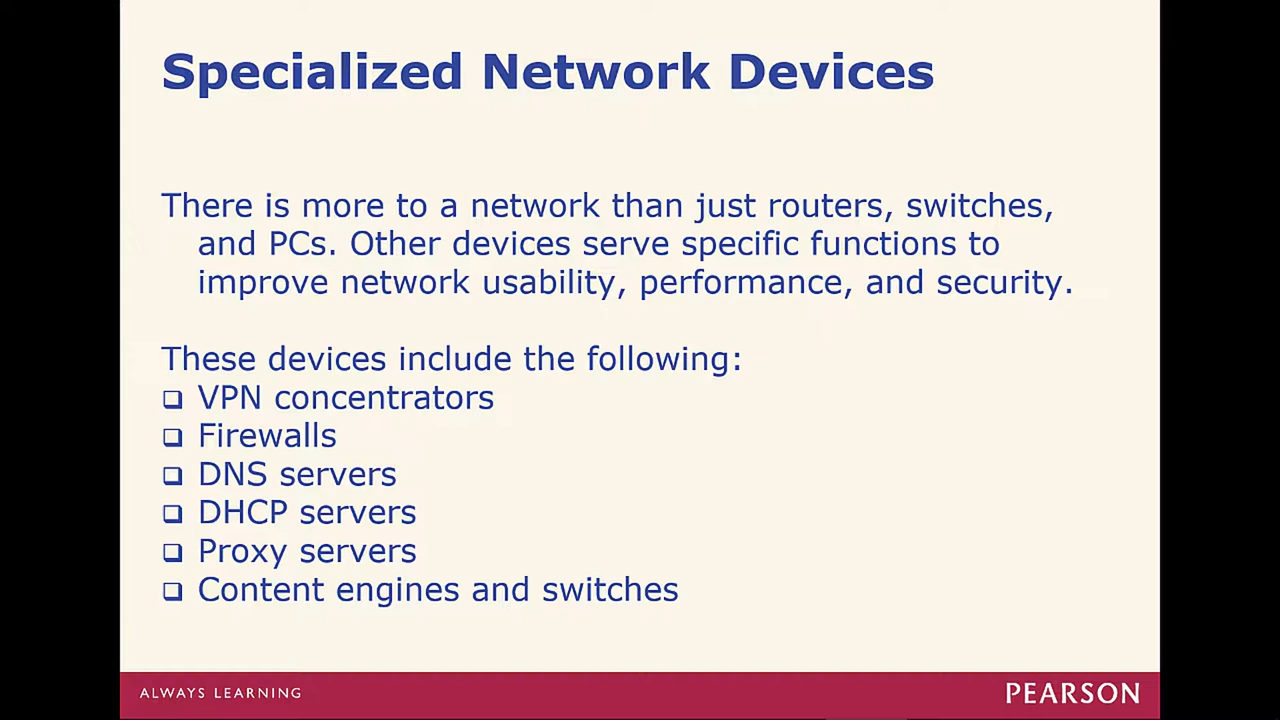 Specialized Network Devices
There is more to a network than just routers, switches,
and PCs. Other devices serve specific functions to
improve network usability, performance, and security.
These devices include the following:
❑ VPN concentrators
❑ Firewalls
❑ DNS servers
❑ DHCP servers
❑ Proxy servers
❑ Content engines and switches
ALWAYS LEARNING
PEARSON